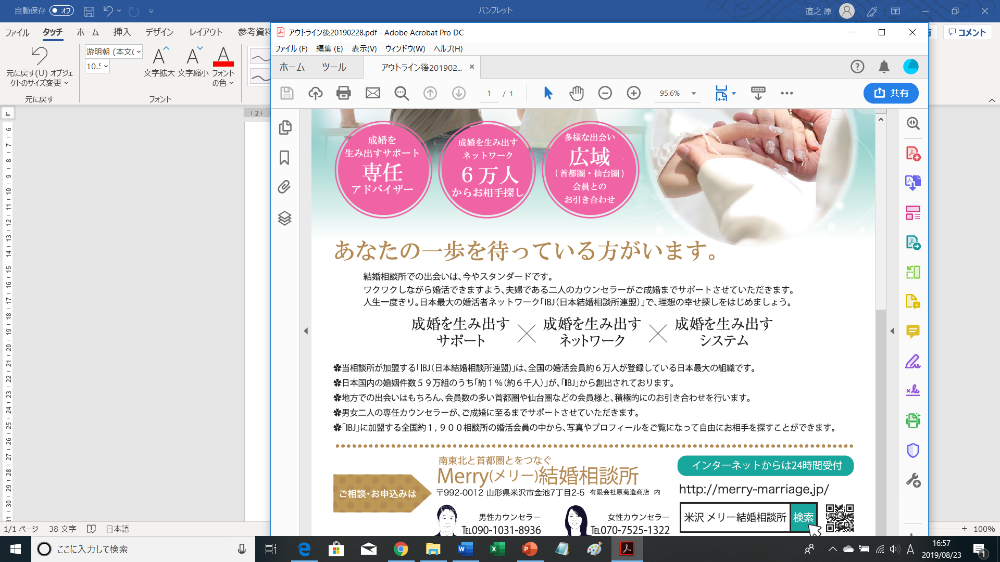 自動保存 オフ
パンフレット
直之 原
ファイル タッチ ホーム 挿入 デザイン レイアウト 参考資料
コメント
元に戻す(U) オブジェ
クトのサイズ変更
元に戻す
游明朝 (本文(
10.5
文字拡大 文字縮小 フォント
の色
フォント
アウトライン後20190228.pdf - Adobe Acrobat Pro DC
ファイル (F) 編集 (E) 表示(V) ウィンドウ(W) ヘルプ(H)
ホーム ツール アウトライン後201902... ×
1 / 1 95.6% 共有
成婚を
生み出すサポート
専任
アドバイザー
成婚を生み出す
ネットワーク
６万人
からお相手探し
多様な出会い
広域
(首都圏・仙台圏)
会員との
お引き合わせ
あなたの一歩を待っている方がいます。
結婚相談所での出会いは、今やスタンダードです。
ワクワクしながら婚活できますよう、夫婦である二人のカウンセラーがご成婚までサポートさせていただきます。
人生一度きり。日本最大の婚活者ネットワーク「IBJ（日本結婚相談所連盟）」で、理想の幸せ探しをはじめましょう。
成婚を生み出す
サポート
成婚を生み出す
ネットワーク
成婚を生み出す
システム
✽当相談所が加盟する「IBJ（日本結婚相談所連盟)」は、全国の婚活会員約６万人が登録している日本最大の組織です。
✽日本国内の婚姻件数５９万組のうち「約１％（約６千人）」が、「IBJ」から創出されております。
✽地方での出会いはもちろん、会員数の多い首都圏や仙台圏などの会員様と、積極的にのお引き合わせを行います。
✽男女二人の専任カウンセラーが、ご成婚に至るまでサポートさせていただきます。
✽「IBJ」に加盟する全国約１,９００相談所の婚活会員の中から、写真やプロフィールをご覧になって自由にお相手を探すことができます。
ご相談・お申込みは
南東北と首都圏とをつなぐ
Merry(メリー)結婚相談所
〒992-0012 山形県米沢市金池7丁目2-5 有限会社原菊造商店 内
男性カウンセラー
TEL090-1031-8936
女性カウンセラー
TEL070-7525-1322
インターネットからは24時間受付
http://merry-marriage.jp/
米沢 メリー結婚相談所 検索
1/1 ページ 38 文字 日本語
100%
ここに入力して検索
A
16:57
2019/08/23
1